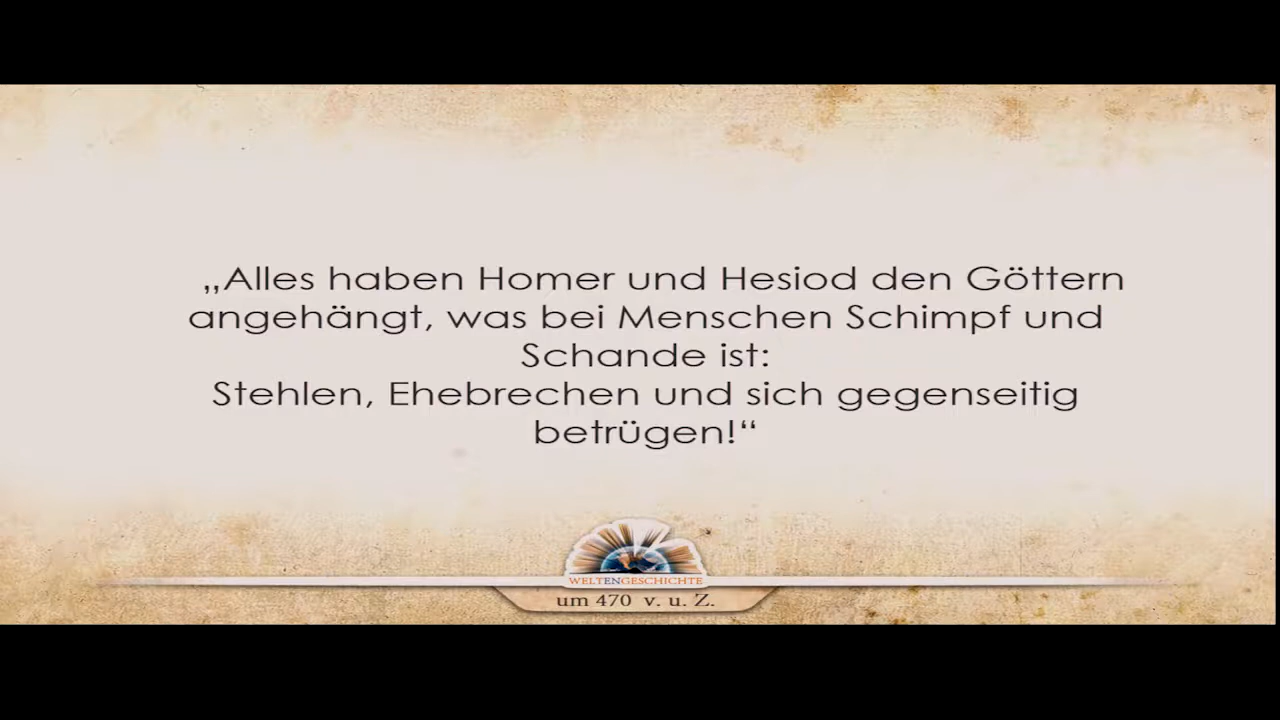 „Alles haben Homer und Hesiod den Göttern
angehängt, was bei Menschen Schimpf und
Schande ist:
Stehlen, Ehebrechen und sich gegenseitig
betrügen!“
WELTENGESCHICHTE
um 470 v. u. Z.